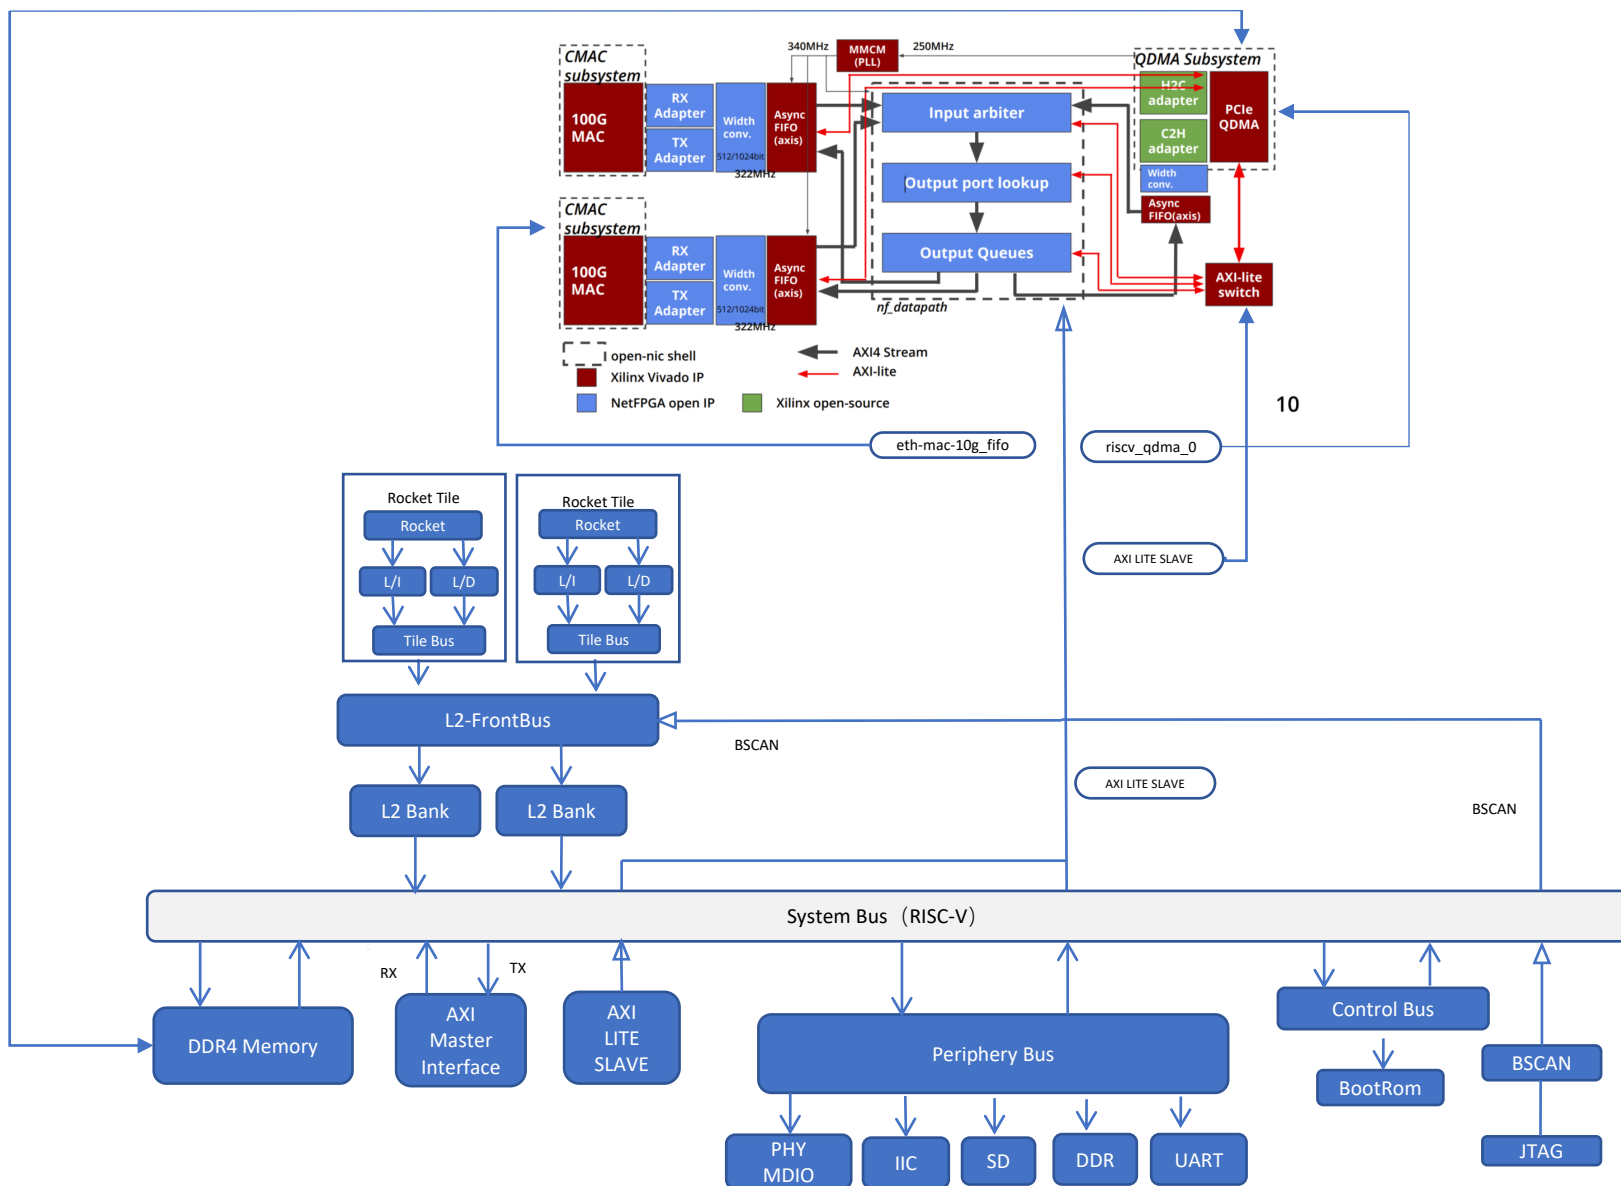 340MHz
MMCM
(PLL)
250MHz
CMAC
subsystem
QDMA Subsystem
100G
MAC
RX
Adapter
TX
Adapter
Width
conv.
512/1024bit
322MHz
Async
FIFO
(axis)
Input arbiter
Output port lookup
Output Queues
nf_datapath
H2C
adapter
C2H
adapter
PCIe
QDMA
Width
conv.
Async
FIFO(axis)
AXI-lite
switch
CMAC
subsystem
100G
MAC
RX
Adapter
TX
Adapter
Width
conv.
512/1024bit
322MHz
Async
FIFO
(axis)
open-nic shell
AXI4 Stream
Xilinx Vivado IP
AXI-lite
NetFPGA open IP
Xilinx open-source
10
eth-mac-10g_fifo
riscv_qdma_0
AXI LITE SLAVE
Rocket Tile
Rocket
L/I
L/D
Tile Bus
Rocket Tile
Rocket
L/I
L/D
Tile Bus
L2-FrontBus
BSCAN
L2 Bank
L2 Bank
AXI LITE SLAVE
BSCAN
System Bus（RISC-V）
RX
TX
DDR4 Memory
AXI
Master
Interface
AXI
LITE
SLAVE
Periphery Bus
Control Bus
BootRom
BSCAN
JTAG
PHY
MDIO
IIC
SD
DDR
UART